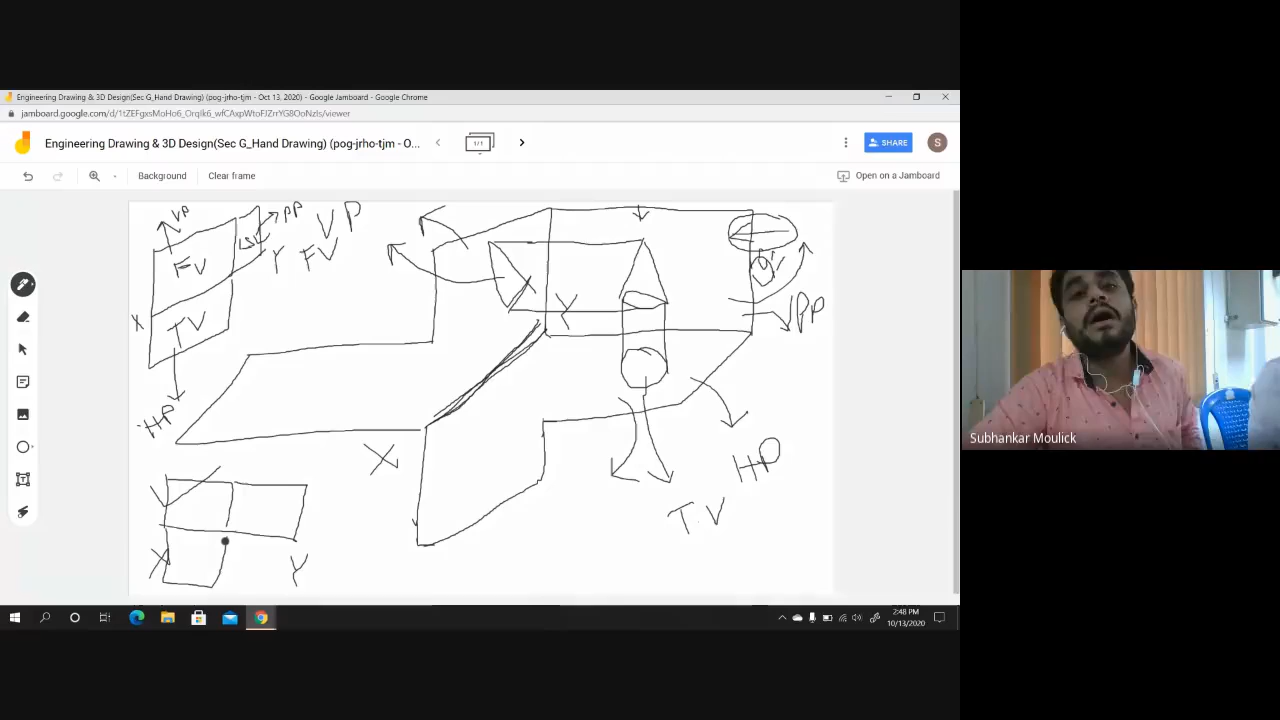 Engineering Drawing & 3D Design(Sec G_Hand Drawing) (pog-jrho-tjm - Oct 13, 2020) - Google Jamboard - Google Chrome
Engineering Drawing & 3D Design(Sec G_Hand Drawing) (pog-jrho-tjm - O...
1/1
SHARE
S
Background
Clear frame
Open on a Jamboard
VP
PP
VP
FV
Y
FV
X
TV
Y
VPP
HP
X
HP
T.V
X
Y
Subhankar Moulick
2:48 PM
10/13/2020